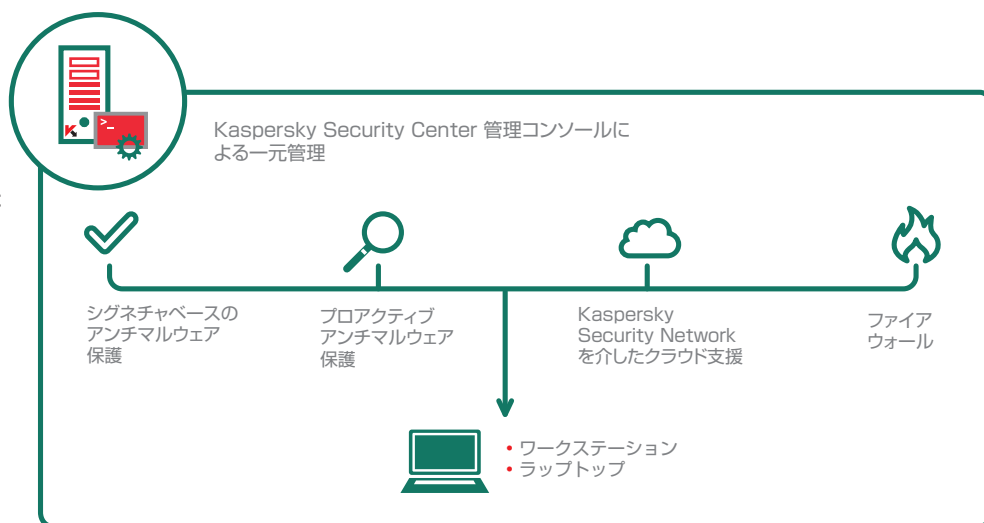 Kaspersky Security Center 管理コンソールに
よる一元管理
シグネチャベースの
アンチマルウェア
保護
プロアクティブ
アンチマルウェア
保護
Kaspersky
Security Network
を介したクラウド支援
ファイア
ウォール
・ワークステーション
・ラップトップ